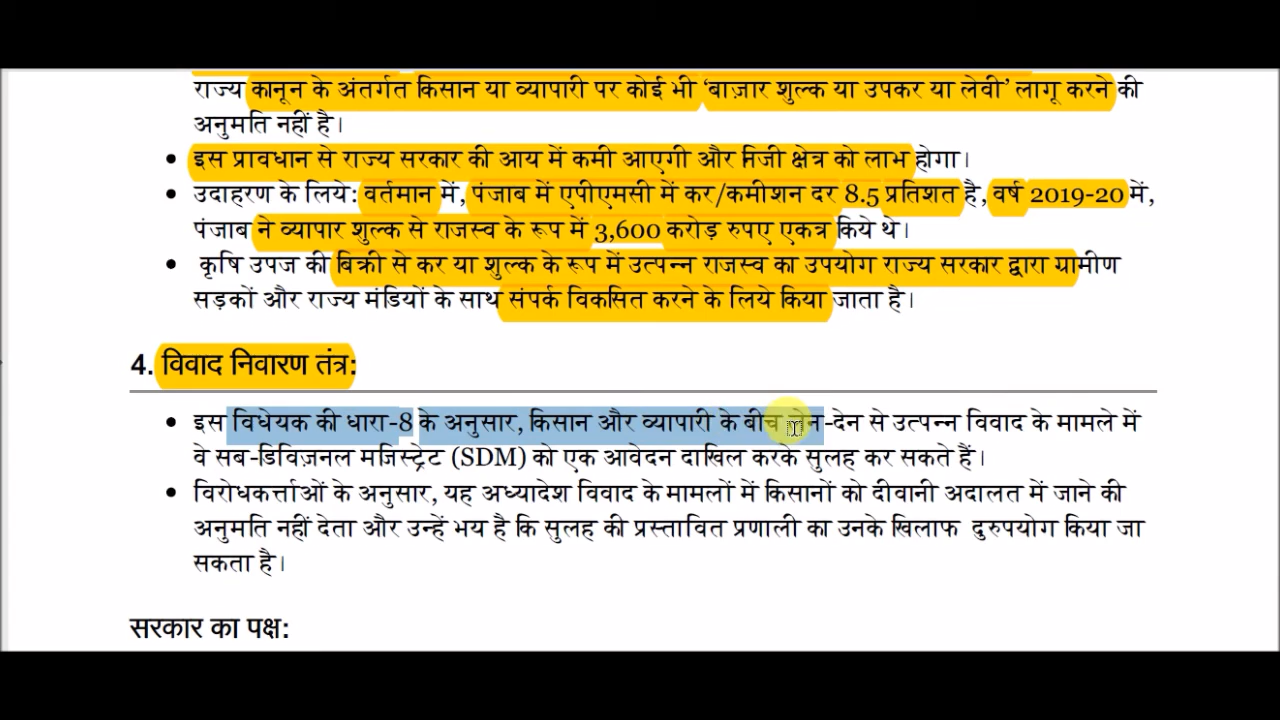 राज्य कानून के अंतर्गत किसान या व्यापारी पर कोई भी ‘बाज़ार शुल्क या उपकर या लेवी’ लागू करने की
अनुमति नहीं है।
• इस प्रावधान से राज्य सरकार की आय में कमी आएगी और निजी क्षेत्र को लाभ होगा।
• उदाहरण के लिये: वर्तमान में, पंजाब में एपीएमसी में कर/कमीशन दर 8.5 प्रतिशत है, वर्ष 2019-20 में,
पंजाब ने व्यापार शुल्क से राजस्व के रूप में 3,600 करोड़ रुपए एकत्र किये थे।
• कृषि उपज की बिक्री से कर या शुल्क के रूप में उत्पन्न राजस्व का उपयोग राज्य सरकार द्वारा ग्रामीण
सड़कों और राज्य मंडियों के साथ संपर्क विकसित करने के लिये किया जाता है।
4. विवाद निवारण तंत्र:
• इस विधेयक की धारा-8 के अनुसार, किसान और व्यापारी के बीच लेन-देन से उत्पन्न विवाद के मामले में
वे सब-डिविज़नल मजिस्ट्रेट (SDM) को एक आवेदन दाखिल करके सुलह कर सकते हैं।
• विरोधकर्त्ताओं के अनुसार, यह अध्यादेश विवाद के मामलों में किसानों को दीवानी अदालत में जाने की
अनुमति नहीं देता और उन्हें भय है कि सुलह की प्रस्तावित प्रणाली का उनके खिलाफ दुरुपयोग किया जा
सकता है।
सरकार का पक्ष: